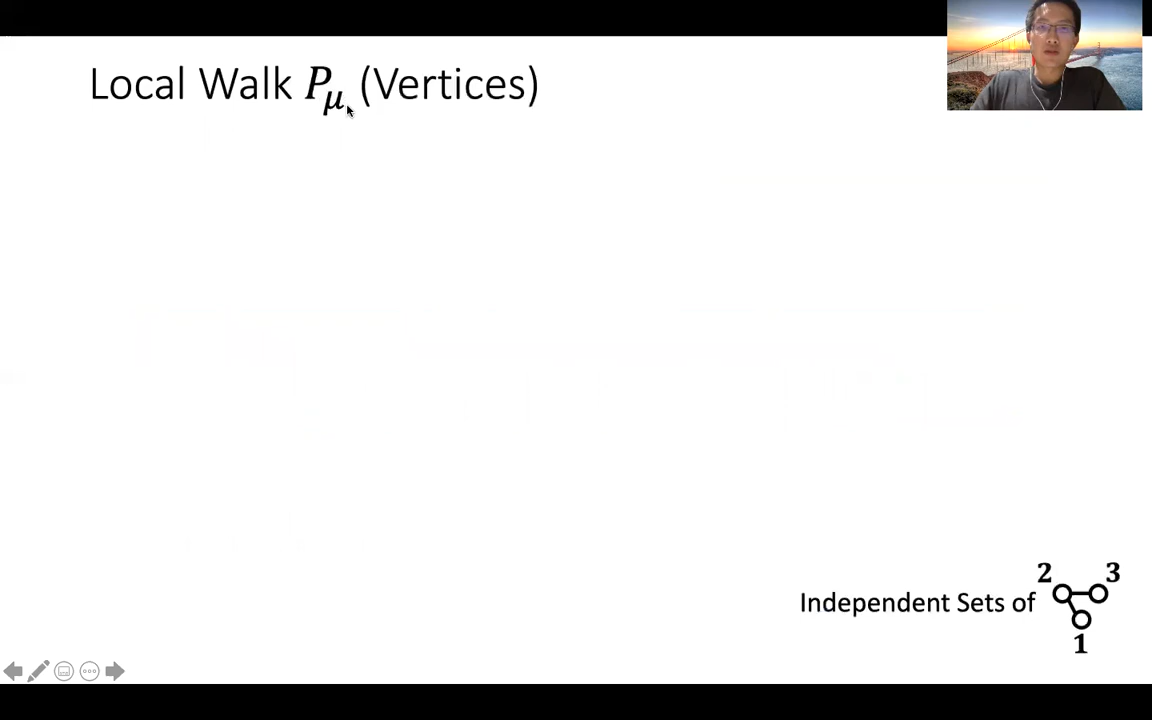 Local Walk P_μ (Vertices)
2 3
Independent Sets of
1